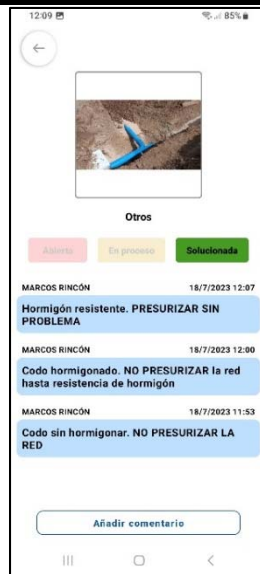 12:09 85%
Otros
Abierta En proceso Solucionada
MARCOS RINCÓN 18/7/2023 12:07
Hormigón resistente. PRESURIZAR SIN
PROBLEMA
MARCOS RINCÓN 18/7/2023 12:00
Codo hormigonado. NO PRESURIZAR la red
hasta resistencia de hormigón
MARCOS RINCÓN 18/7/2023 11:53
Codo sin hormigonar. NO PRESURIZAR LA
RED
Añadir comentario